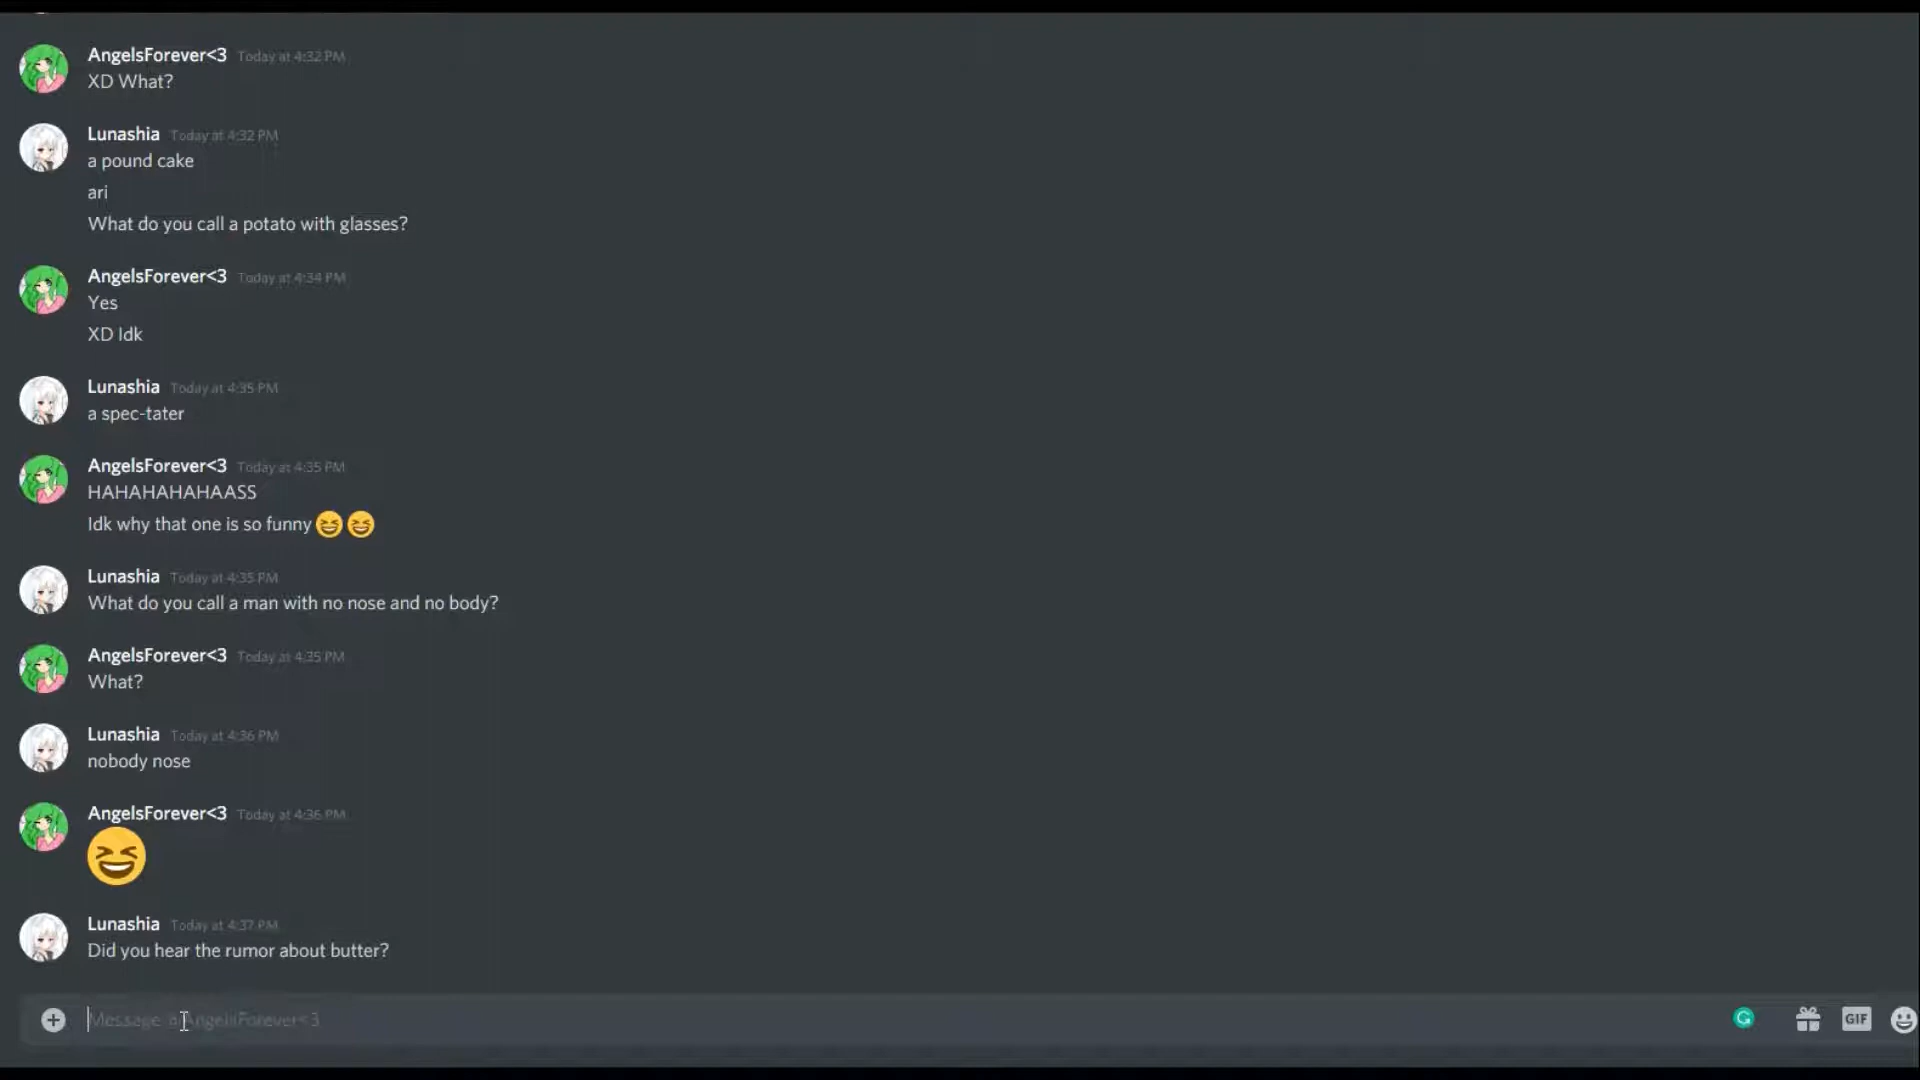 AngelsForever<3 Today at 4:32 PM
XD What?
Lunashia Today at 4:32 PM
a pound cake
ari
What do you call a potato with glasses?
AngelsForever<3 Today at 4:34 PM
Yes
XD Idk
Lunashia Today at 4:35 PM
a spec-tater
AngelsForever<3 Today at 4:35 PM
HAHAHAHAHAASS
Idk why that one is so funny
Lunashia Today at 4:35 PM
What do you call a man with no nose and no body?
AngelsForever<3 Today at 4:35 PM
What?
Lunashia Today at 4:36 PM
nobody nose
AngelsForever<3 Today at 4:36 PM
Lunashia Today at 4:37 PM
Did you hear the rumor about butter?
Message @AngelsForever<3
GIF